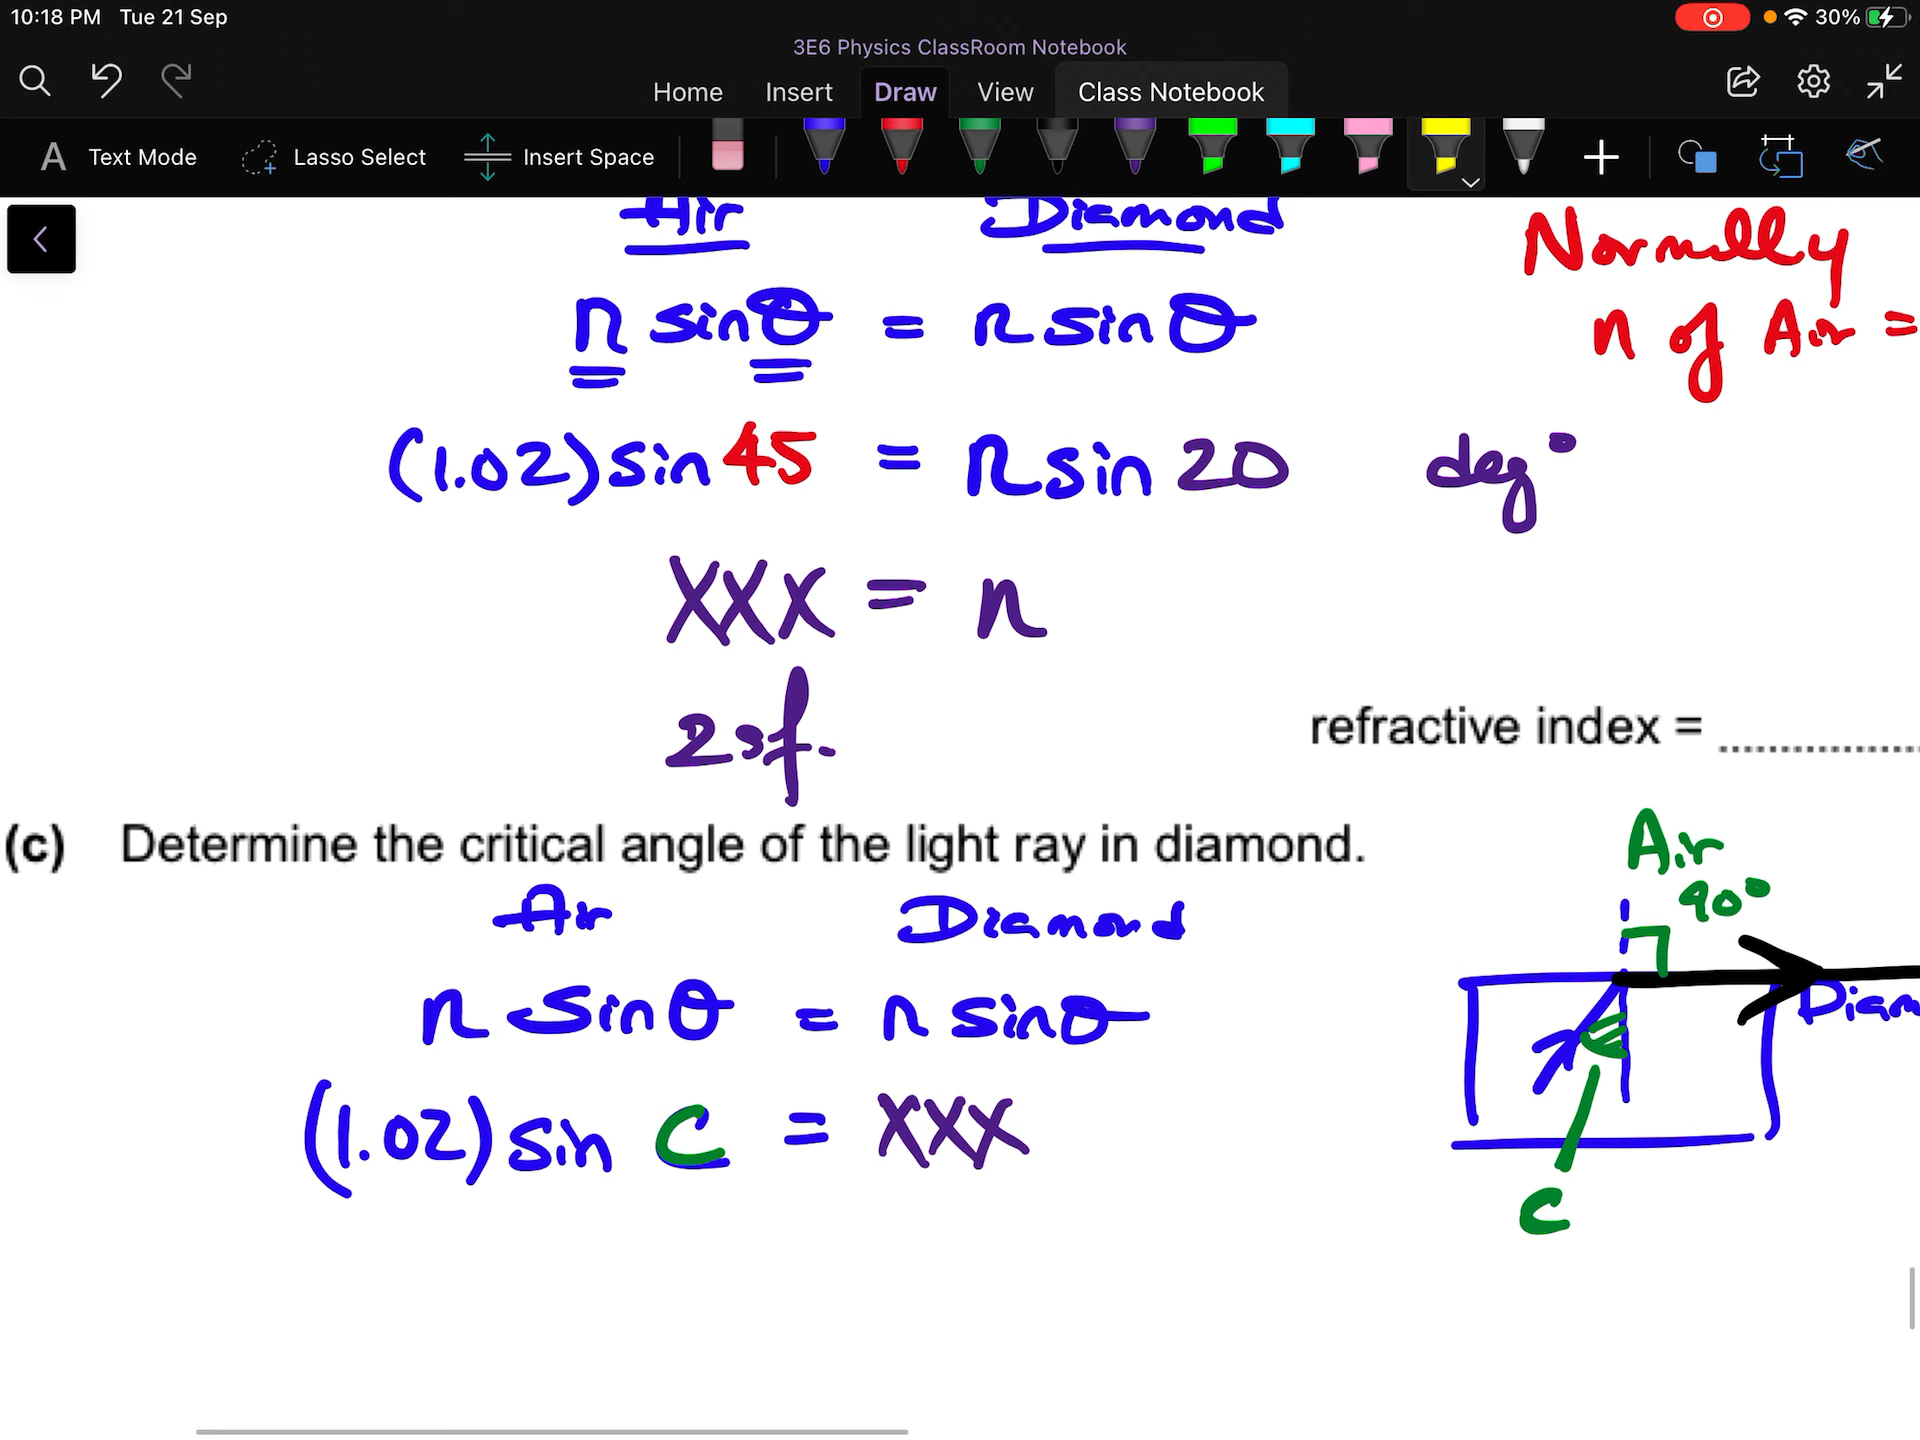 10:18 PM Tue 21 Sep
30%
3E6 Physics ClassRoom Notebook
Home Insert Draw View Class Notebook
A Text Mode Lasso Select Insert Space
Air Diamond
Normally
n sinθ = n sinθ
n of Air =
(1.02) sin 45 = n sin 20 deg°
XXX = n
2sf.
refractive index = ................
(c) Determine the critical angle of the light ray in diamond.
Air
90°
Air Diamond
n sinθ = n sinθ
Diam
(1.02) sin C = XXX
C